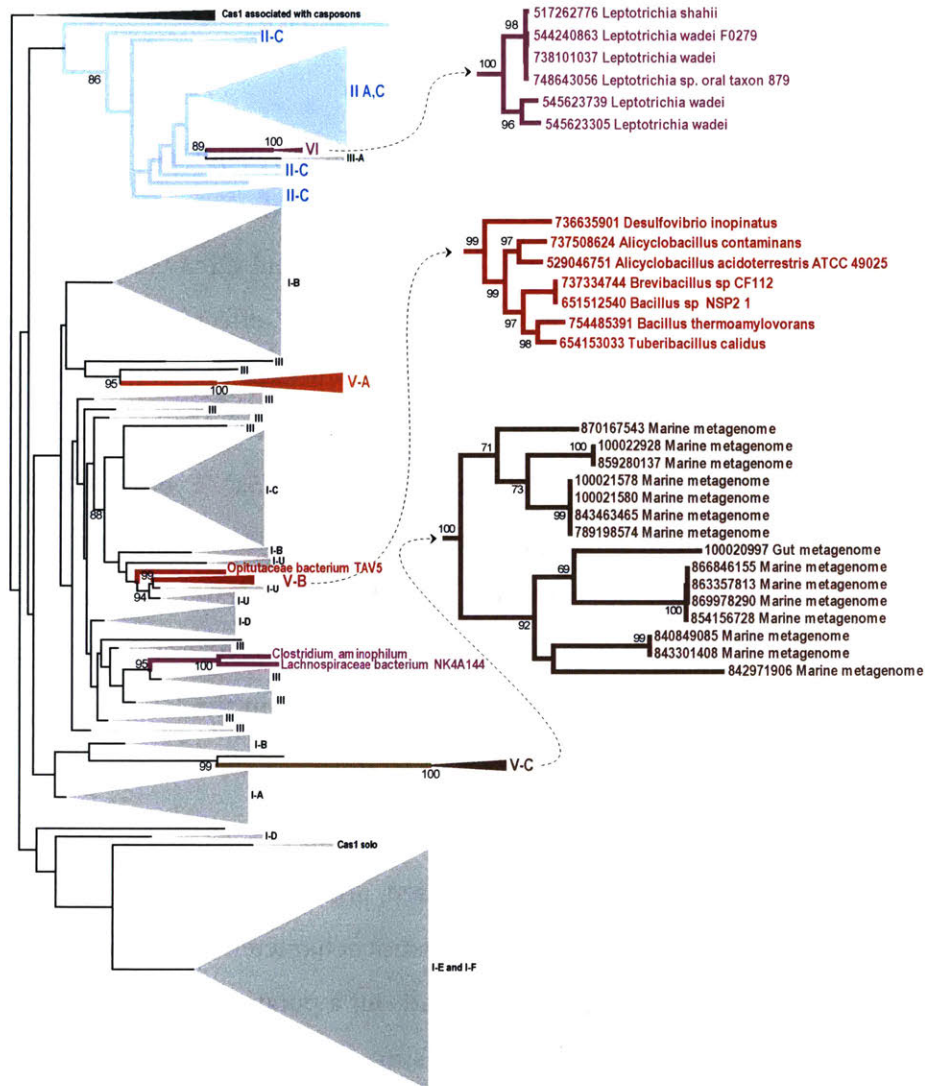 Cas1 associated with casposons
II-C
86
II A,C
89
100
VI
III-A
II-C
II-C
I-B
III
III
95
100
V-A
III
III
III
III
I-C
88
I-B
I-U
Opitutaceae bacterium TAV5
99
V-B
94
I-U
I-U
I-D
III
Clostridium aminophilum
95
100
Lachnospiraceae bacterium NK4A144
III
III
III
III
I-B
99
100
V-C
I-A
I-D
Cas1 solo
I-E and I-F
98
517262776 Leptotrichia shahii
544240863 Leptotrichia wadei F0279
738101037 Leptotrichia wadei
100
748643056 Leptotrichia sp. oral taxon 879
545623739 Leptotrichia wadei
96
545623305 Leptotrichia wadei
736635901 Desulfovibrio inopinatus
99
97
737508624 Alicyclobacillus contaminans
529046751 Alicyclobacillus acidoterrestris ATCC 49025
99
737334744 Brevibacillus sp CF112
651512540 Bacillus sp NSP2 1
97
754485391 Bacillus thermoamylovorans
98
654153033 Tuberibacillus calidus
870167543 Marine metagenome
71
100
100022928 Marine metagenome
859280137 Marine metagenome
73
100021578 Marine metagenome
100021580 Marine metagenome
99
843463465 Marine metagenome
789198574 Marine metagenome
100
100020997 Gut metagenome
69
866846155 Marine metagenome
863357813 Marine metagenome
100
869978290 Marine metagenome
854156728 Marine metagenome
92
99
840849085 Marine metagenome
843301408 Marine metagenome
842971906 Marine metagenome